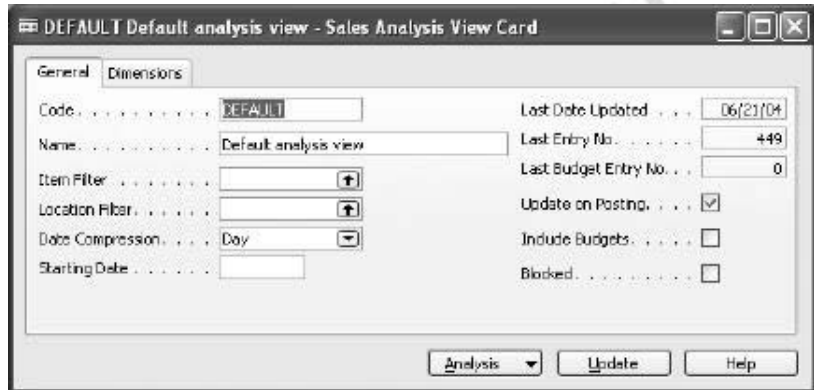 DEFAULT Default analysis view - Sales Analysis View Card
General Dimensions
Code. . . . . . . . . . . DEFAULT
Name. . . . . . . . . . . Default analysis view
Item Filter . . . . . . .
Location Filter. . . . . .
Date Compression. . . . Day
Starting Date . . . . . .
Last Date Updated . . . . 06/21/04
Last Entry No. . . . . . . 449
Last Budget Entry No. . . 0
Update on Posting. . . . .
Include Budgets. . . . . .
Blocked. . . . . . . . . .
Analysis Update Help